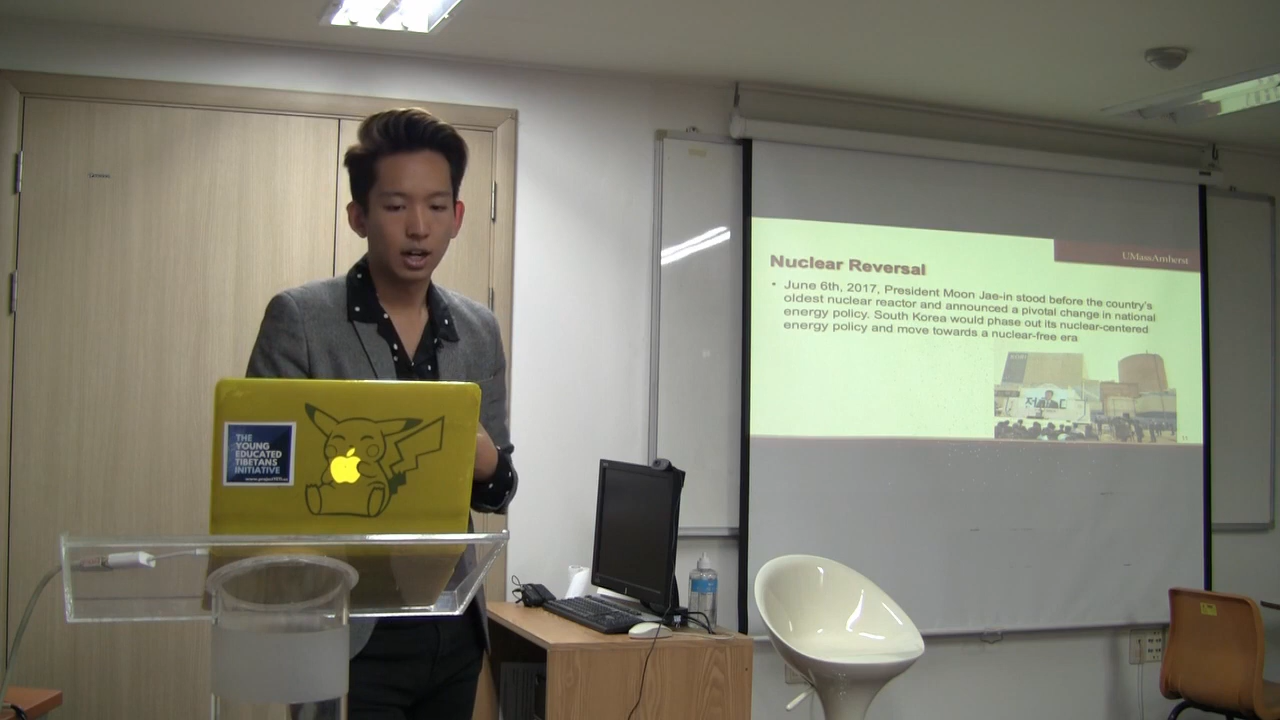 UMassAmherst
Nuclear Reversal
• June 6th, 2017, President Moon Jae-in stood before the country's
oldest nuclear reactor and announced a pivotal change in national
energy policy. South Korea would phase out its nuclear-centered
energy policy and move towards a nuclear-free era
THE
YOUNG
EDUCATED
TIBETANS
INITIATIVE